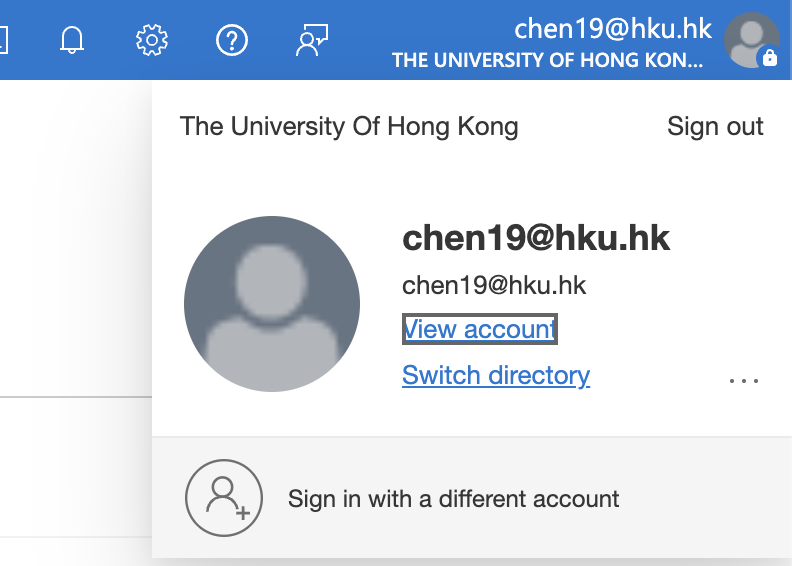 chen19@hku.hk
THE UNIVERSITY OF HONG KON...
The University Of Hong Kong
Sign out
chen19@hku.hk
chen19@hku.hk
View account
Switch directory
...
Sign in with a different account